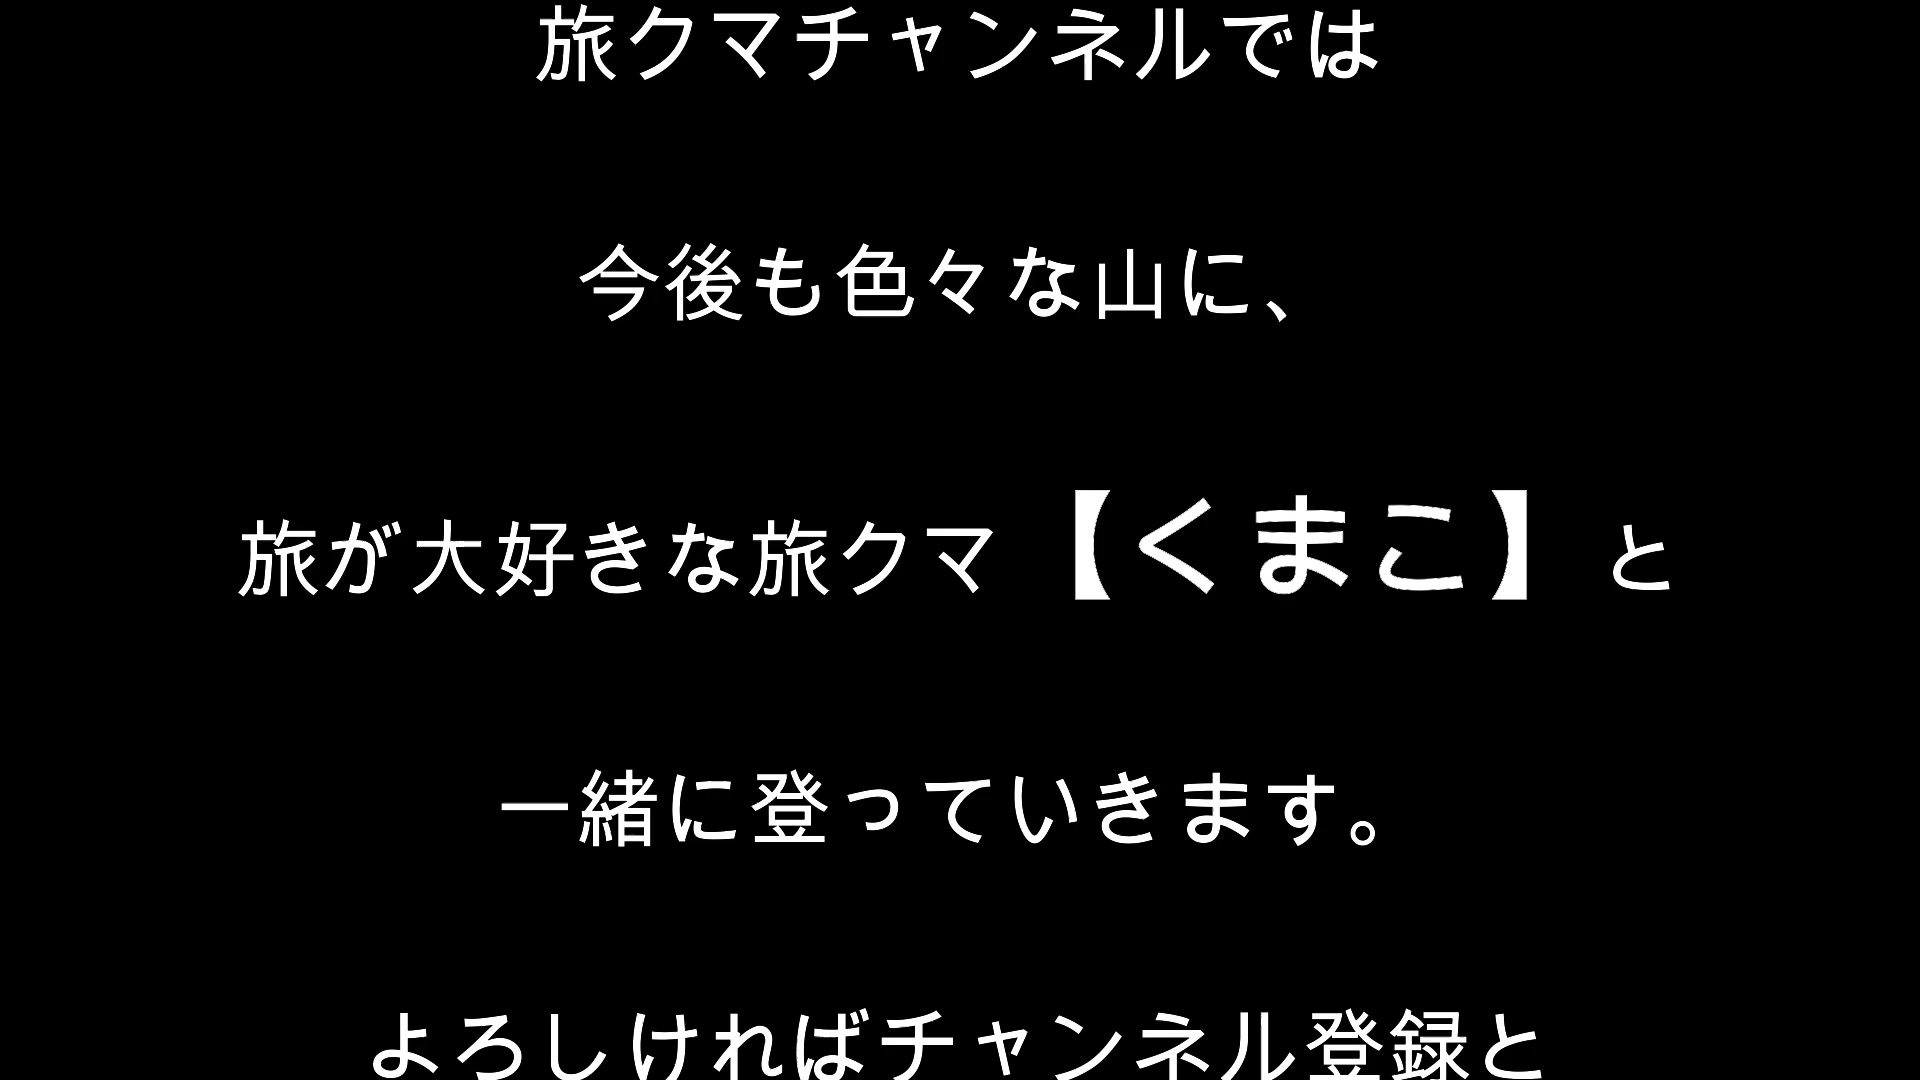 旅クマチャンネルでは
今後も色々な山に、
旅が大好きな旅クマ【くまこ】と
一緒に登っていきます。
よろしければチャンネル登録と